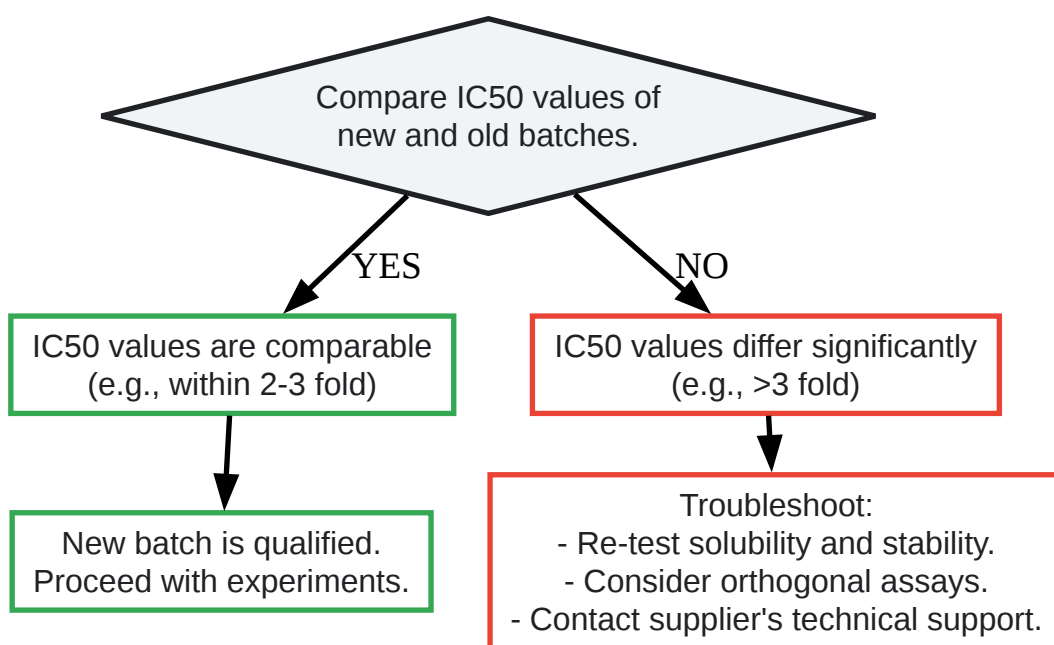 Compare IC50 values of
new and old batches.
YES
NO
IC50 values are comparable
(e.g., within 2-3 fold)
IC50 values differ significantly
(e.g., >3 fold)
New batch is qualified.
Proceed with experiments.
Troubleshoot:
- Re-test solubility and stability.
- Consider orthogonal assays.
- Contact supplier's technical support.